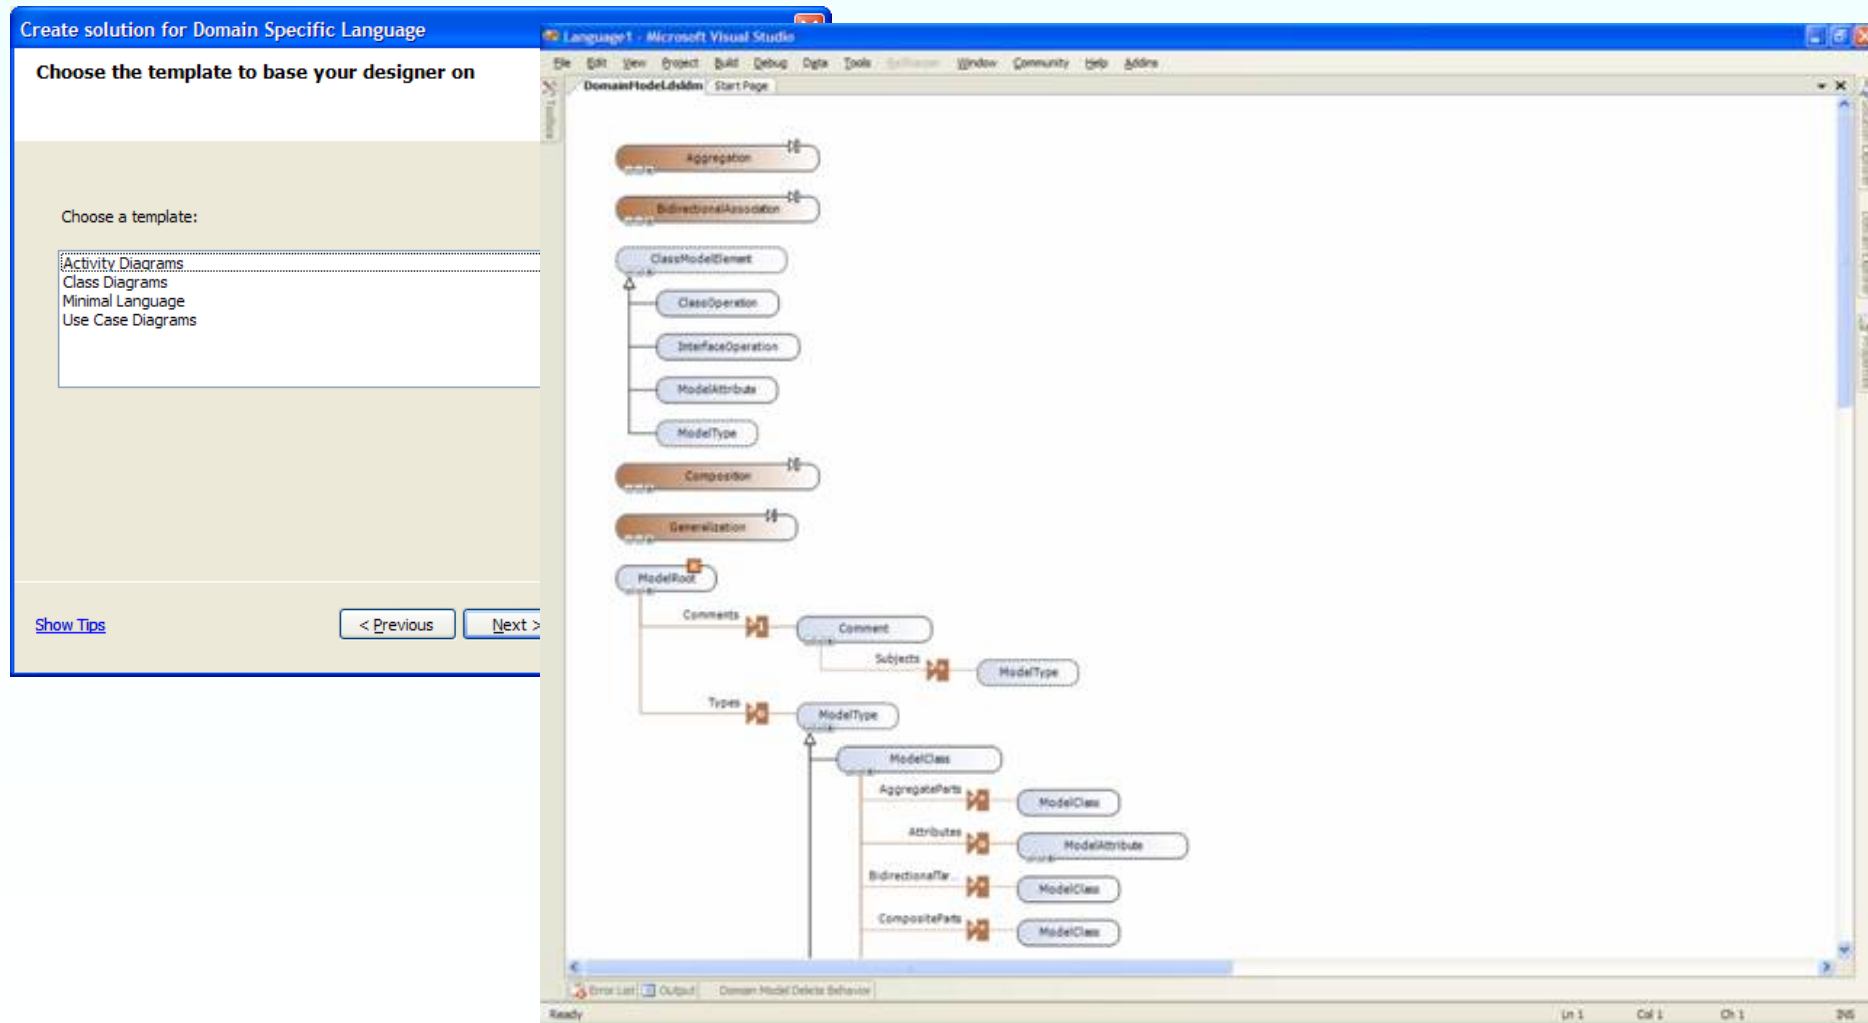 Create solution for Domain Specific Language
Choose the template to base your designer on
Choose a template:
Activity Diagrams
Class Diagrams
Minimal Language
Use Case Diagrams
Show Tips
< Previous
Next >
Language1 - Microsoft Visual Studio
File Edit View Project Build Debug Data Tools Window Community Help Addins
DomainModel.dsldm Start Page
Toolbox
Aggregation
BidirectionalAssociation
ClassModelElement
ClassOperation
InterfaceOperation
ModelAttribute
ModelType
Composition
Generalization
ModelRoot
Comments
Comment
Subjects
ModelType
Types
ModelType
ModelClass
AggregateParts
ModelClass
Attributes
ModelAttribute
BidirectionalTar...
ModelClass
CompositeParts
ModelClass
Error List Output Domain Model Delete Behavior
Ready Ln 1 Col 1 Ch 1 INS